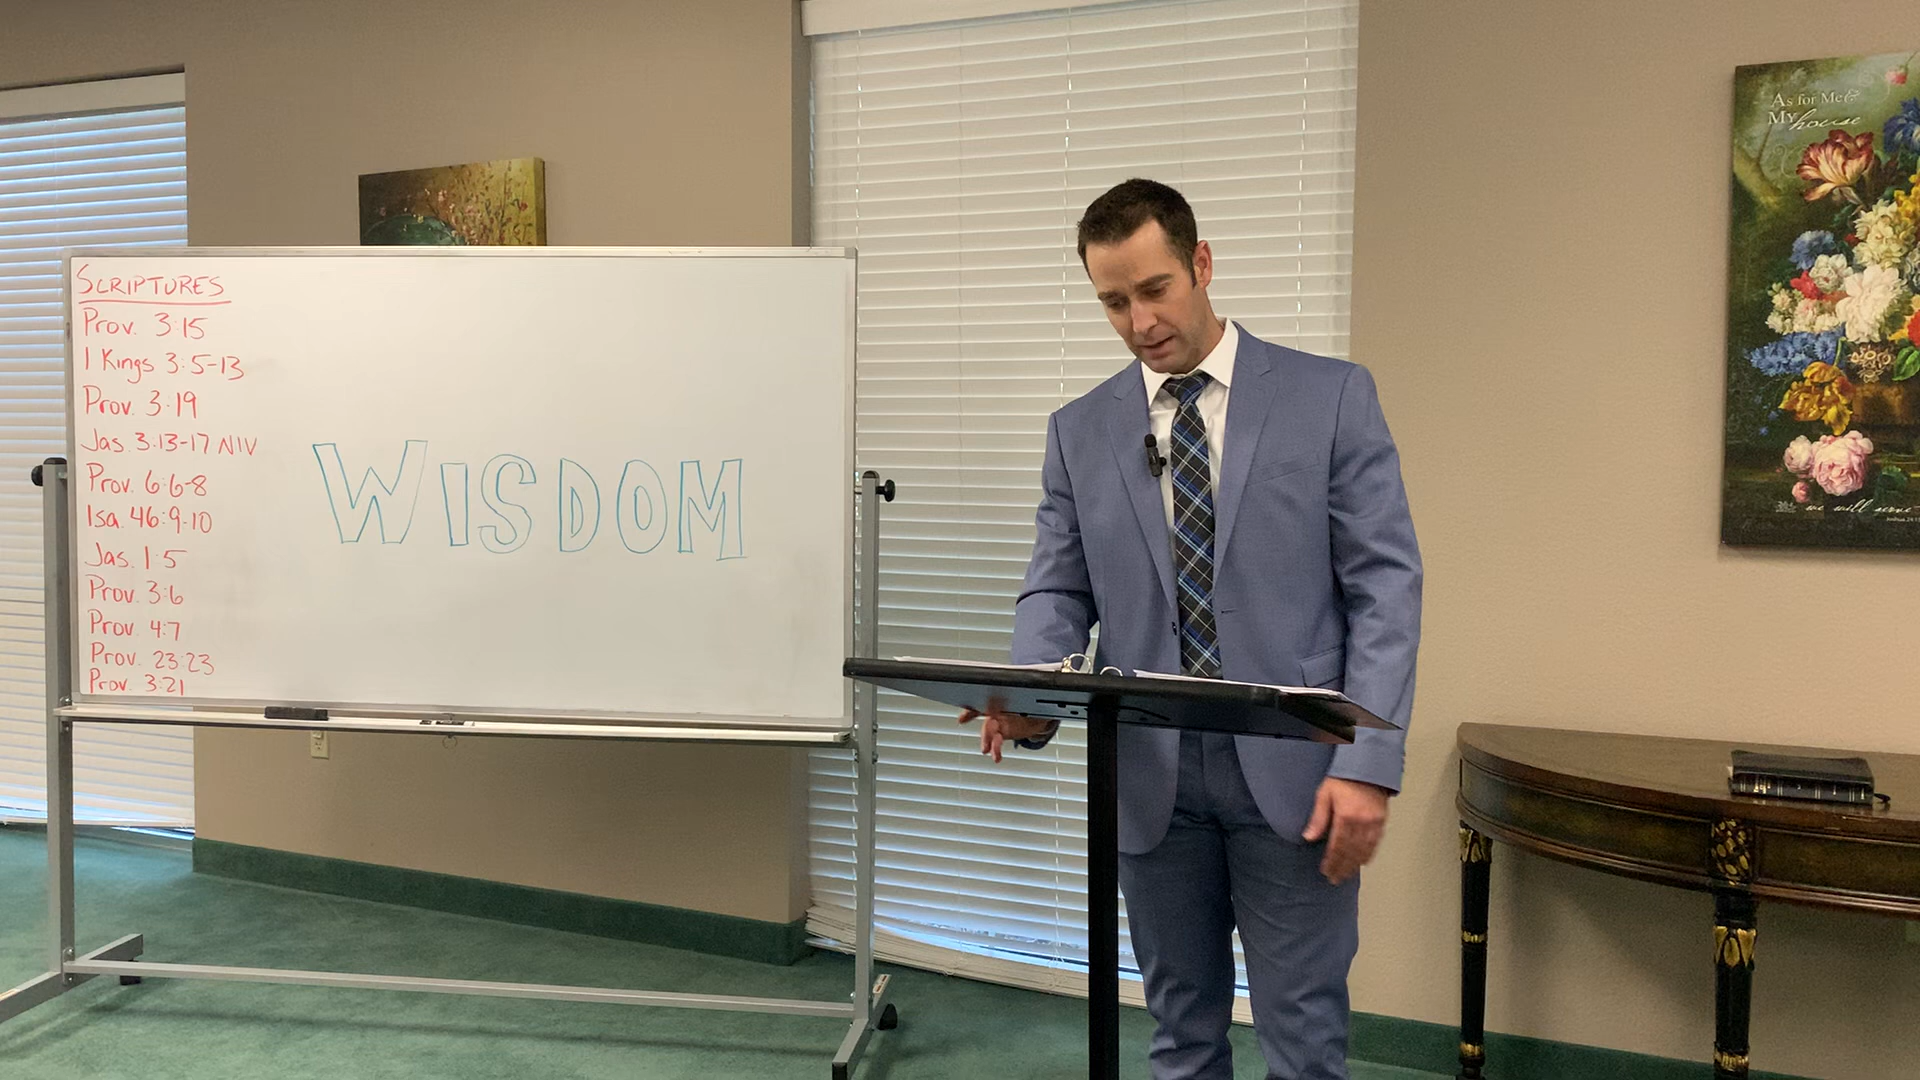 SCRIPTURES
Prov. 3:15
1 Kings 3:5-13
Prov. 3:19
Jas. 3:13-17 NIV
Prov. 6:6-8
Isa. 46:9-10
Jas. 1:5
Prov. 3:6
Prov. 4:7
Prov. 23:23
Prov. 3:21
WISDOM
As for Me &
My house
we will serve